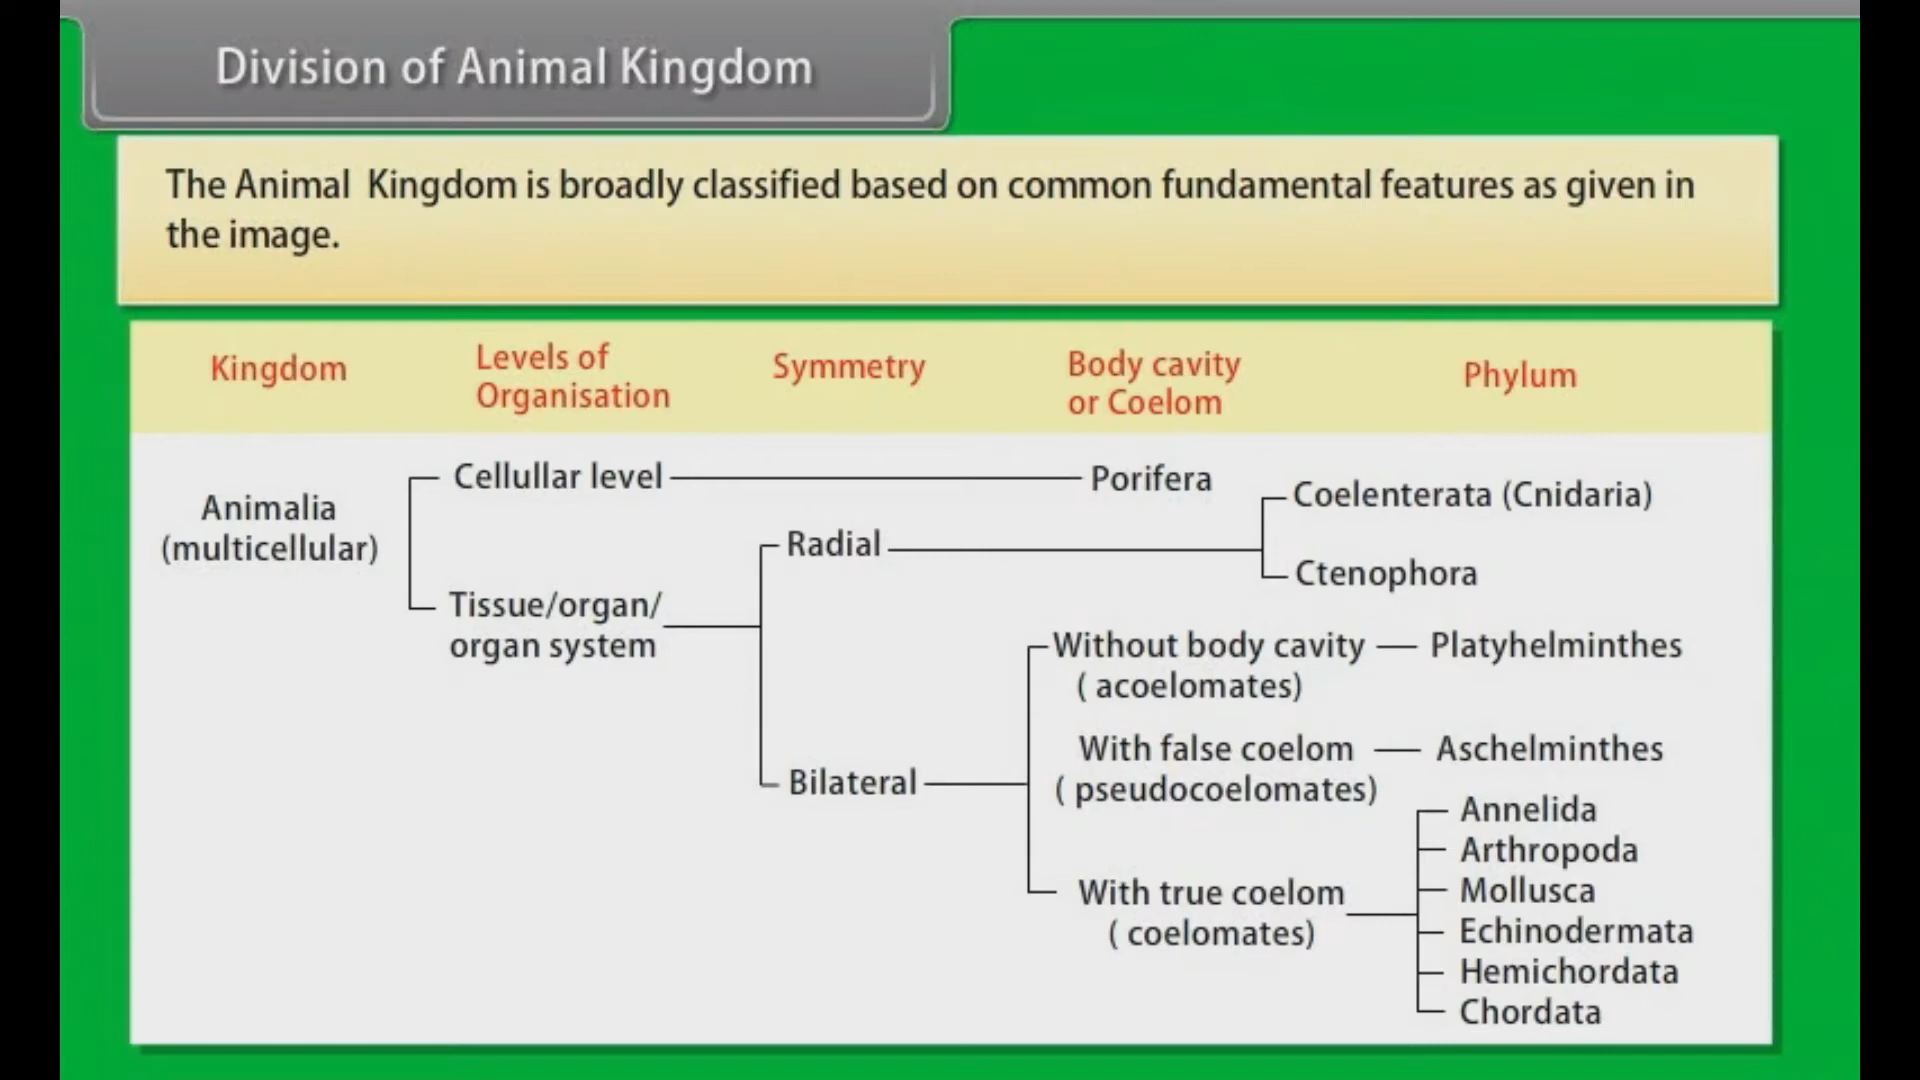 Division of Animal Kingdom
The Animal Kingdom is broadly classified based on common fundamental features as given in
the image.
Kingdom
Levels of
Organisation
Symmetry
Body cavity
or Coelom
Phylum
Animalia
(multicellular)
Cellullar level
Porifera
Tissue/organ/
organ system
Radial
Coelenterata (Cnidaria)
Ctenophora
Bilateral
Without body cavity
( acoelomates)
Platyhelminthes
With false coelom
( pseudocoelomates)
Aschelminthes
With true coelom
( coelomates)
Annelida
Arthropoda
Mollusca
Echinodermata
Hemichordata
Chordata